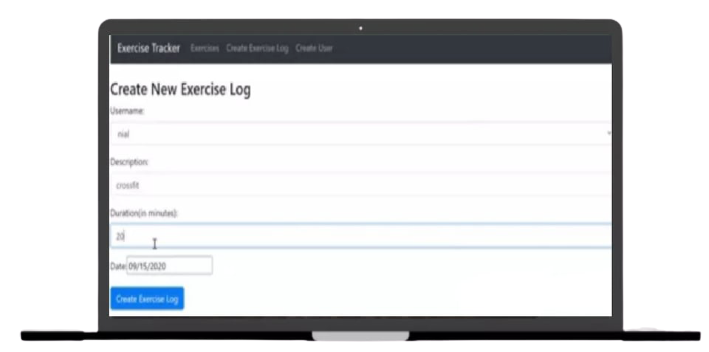 Exercise Tracker Exercises Create Exercise Log Create User
Create New Exercise Log
Username:
nial
Description:
crossfit
Duration(in minutes):
20
Date: 09/15/2020
Create Exercise Log